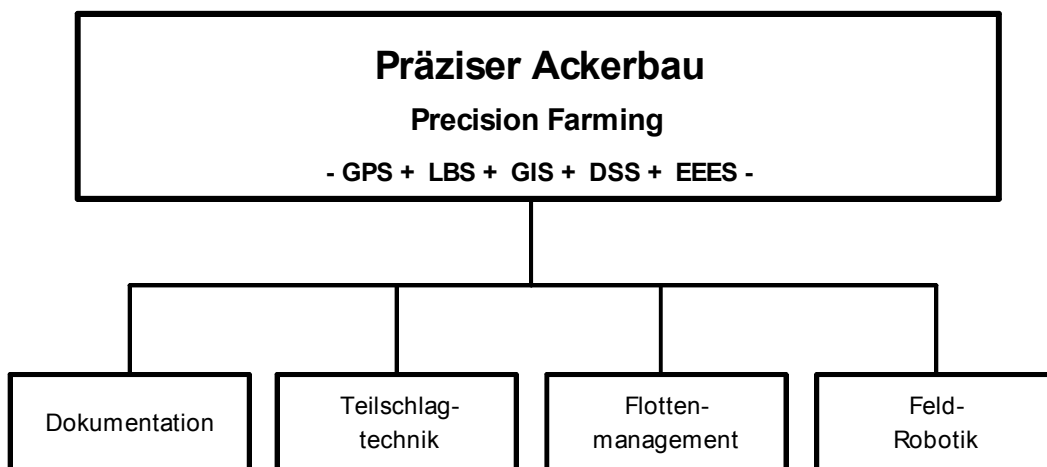 Präziser Ackerbau
Precision Farming
- GPS + LBS + GIS + DSS + EEES -
Dokumentation
Teilschlag-
technik
Flotten-
management
Feld-
Robotik